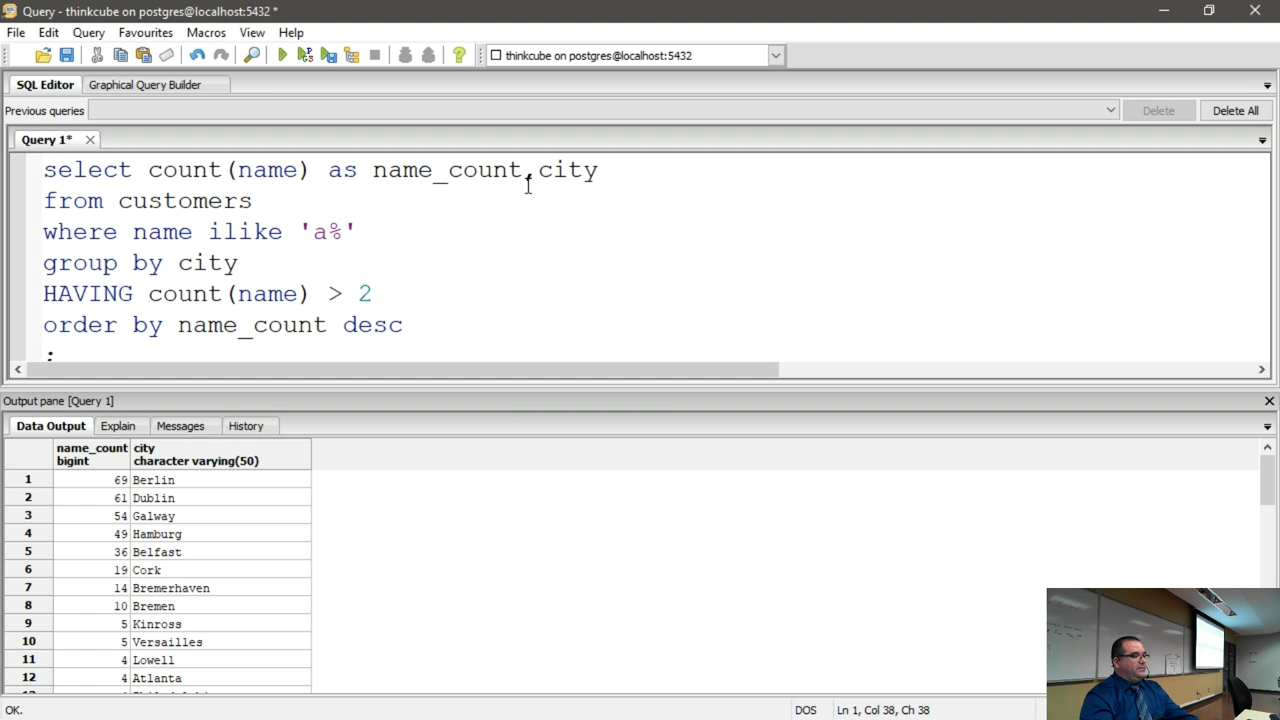 Query - thinkcube on postgres@localhost:5432 *
File Edit Query Favourites Macros View Help
thinkcube on postgres@localhost:5432
SQL Editor Graphical Query Builder
Previous queries Delete Delete All
Query 1*
select count(name) as name_count,city
from customers
where name ilike 'a%'
group by city
HAVING count(name) > 2
order by name_count desc
;
Output pane [Query 1]
Data Output Explain Messages History
name_count city
bigint character varying(50)
1 69 Berlin
2 61 Dublin
3 54 Galway
4 49 Hamburg
5 36 Belfast
6 19 Cork
7 14 Bremerhaven
8 10 Bremen
9 5 Kinross
10 5 Versailles
11 4 Lowell
12 4 Atlanta
OK. DOS Ln 1, Col 38, Ch 38